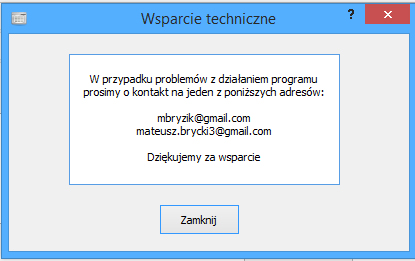 Wsparcie techniczne
?
W przypadku problemów z działaniem programu
prosimy o kontakt na jeden z poniższych adresów:
mbryzik@gmail.com
mateusz.brycki3@gmail.com
Dziękujemy za wsparcie
Zamknij